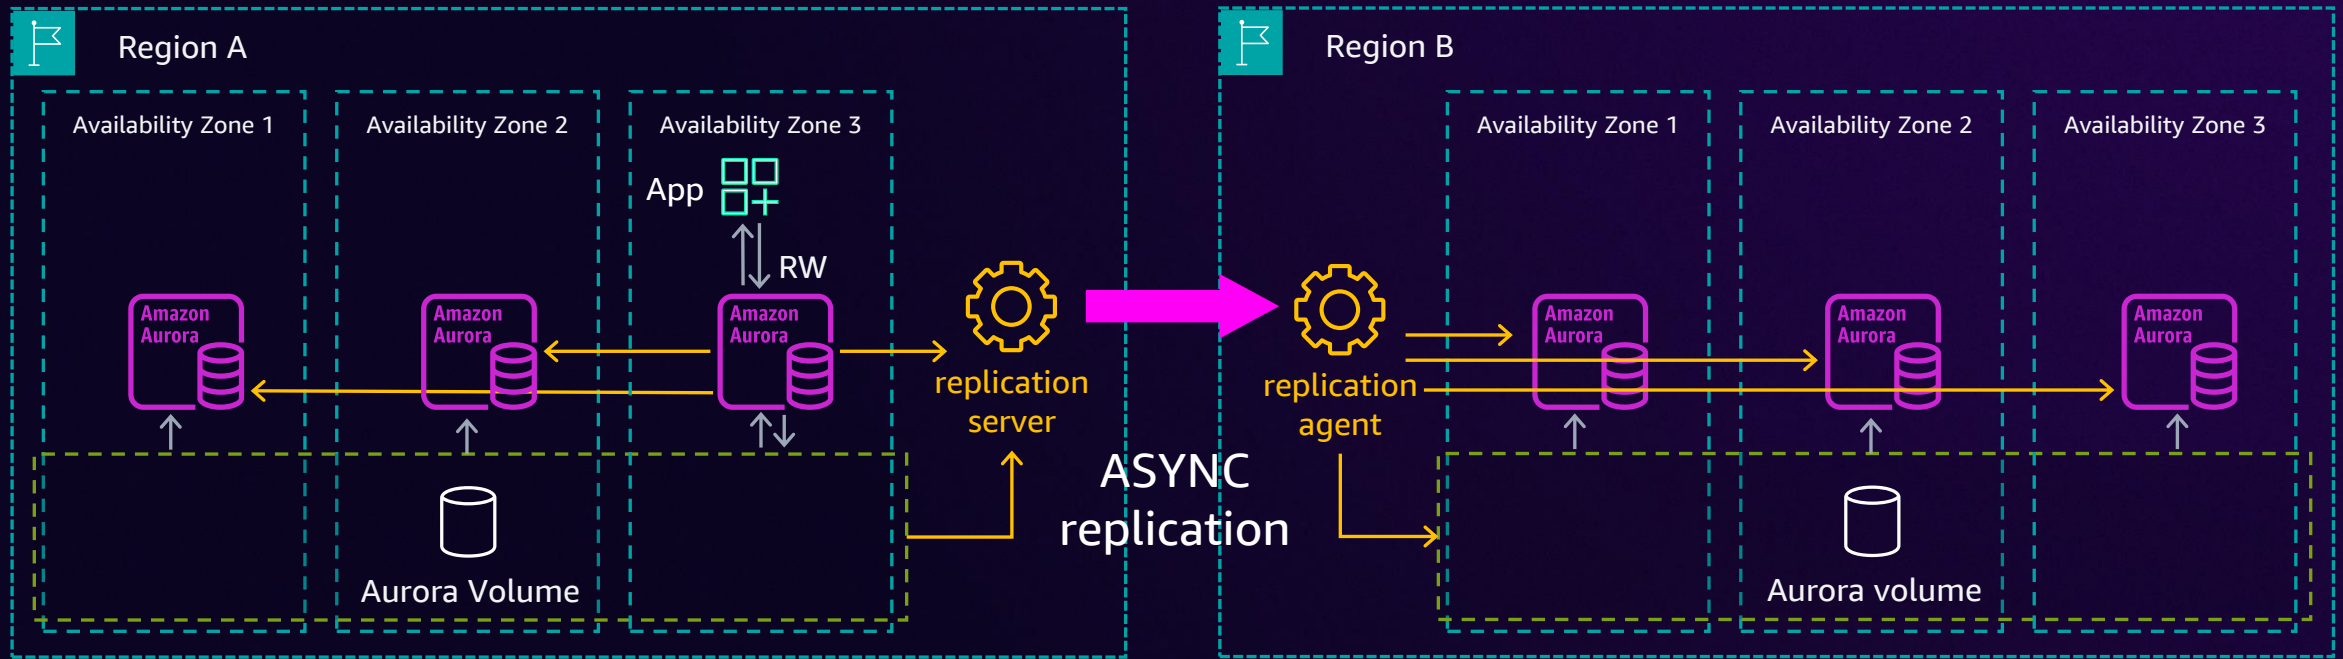 Region A
Availability Zone 1
Availability Zone 2
Availability Zone 3
App
RW
Amazon
Aurora
Amazon
Aurora
Amazon
Aurora
replication
server
Aurora Volume
ASYNC
replication
Region B
Availability Zone 1
Availability Zone 2
Availability Zone 3
replication
agent
Amazon
Aurora
Amazon
Aurora
Amazon
Aurora
Aurora volume